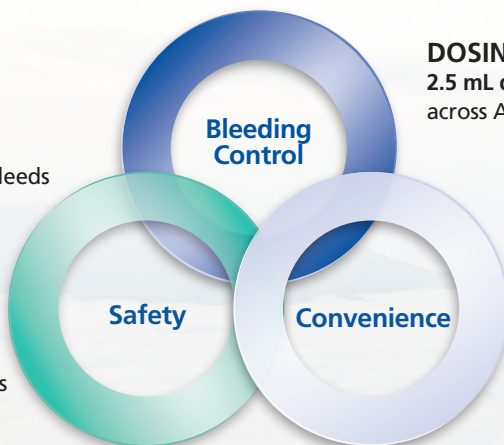 DOSIN
2.5 mL
across A
Bleeding
Control
leeds
Safety
Convenience
s